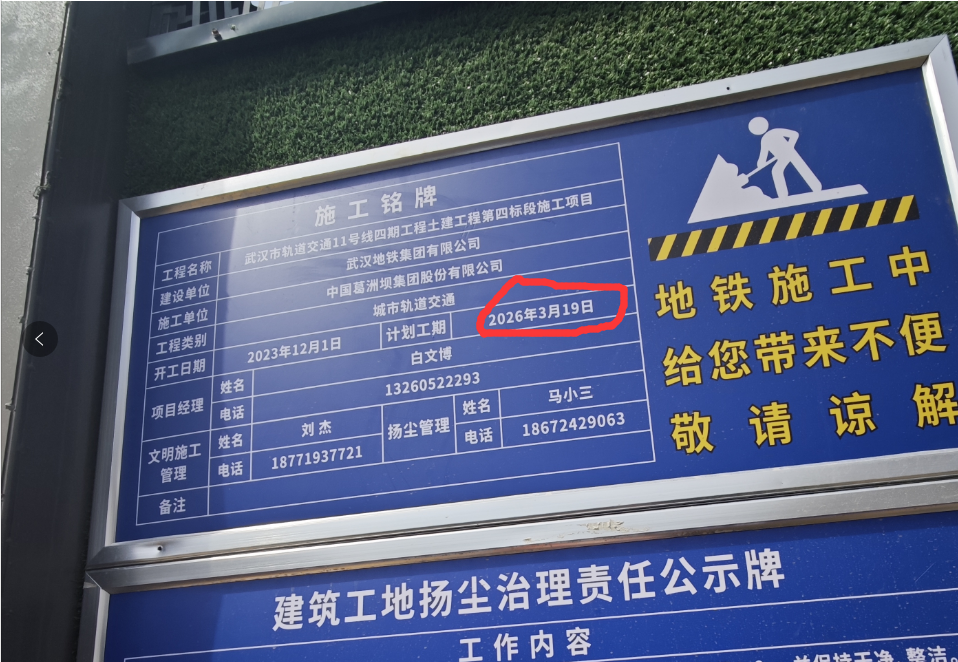 施工铭牌
工程名称 武汉市轨道交通11号线四期工程土建工程第四标段施工项目
建设单位 武汉地铁集团有限公司
施工单位 中国葛洲坝集团股份有限公司
工程类别 城市轨道交通
开工日期 2023年12月1日 计划工期 2026年3月19日
项目经理 姓名 白文博
电话 13260522293
文明施工管理 姓名 刘杰 扬尘管理 姓名 马小三
电话 18771937721 电话 18672429063
备注
地铁施工中
给您带来不便
敬请谅解
建筑工地扬尘治理责任公示牌
工作内容
并保持干净、整洁。